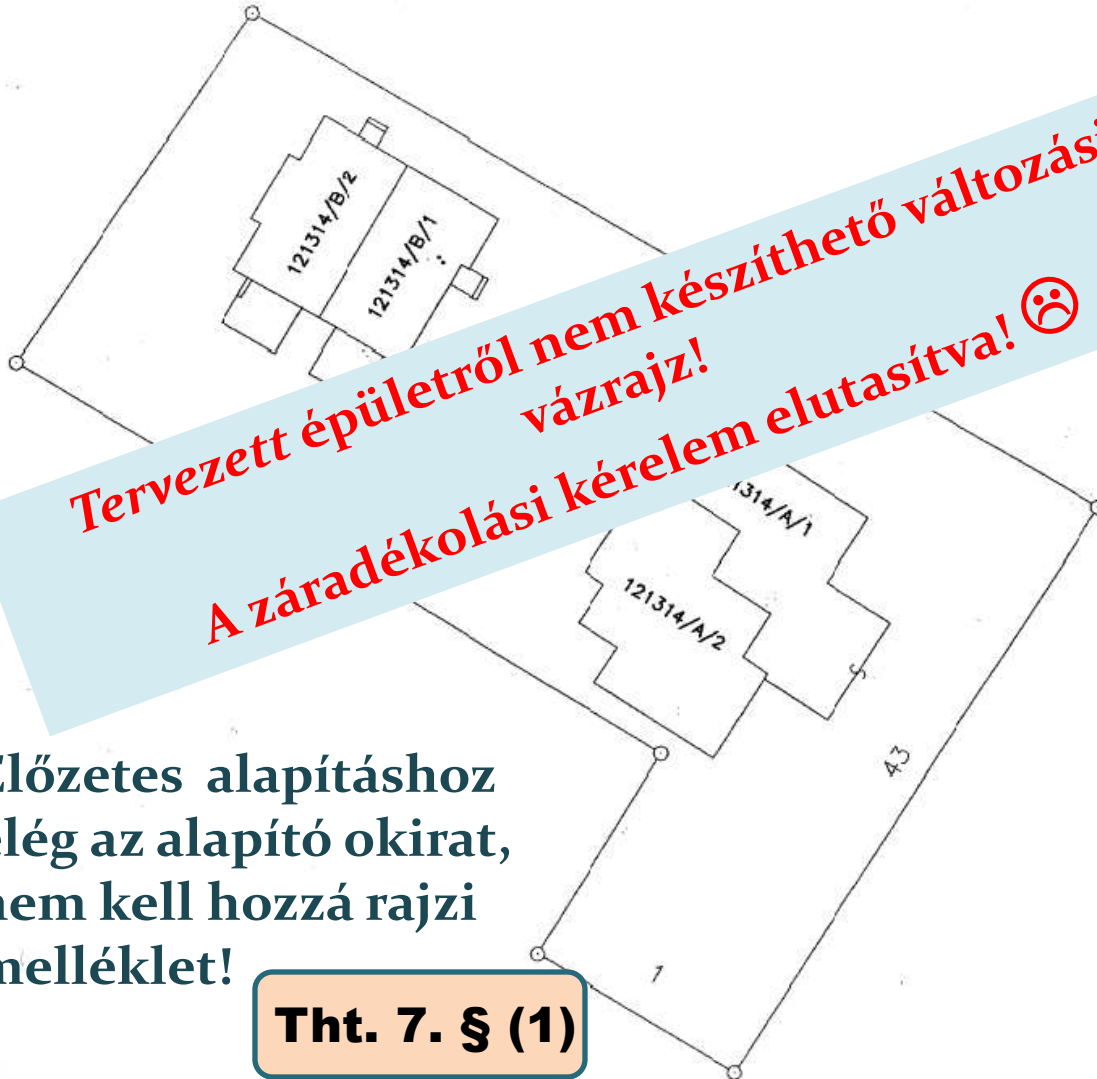 121314/B/2
121314/B/1
Tervezett épületről nem készíthető változási
vázrajz!
A záradékolási kérelem elutasítva! ☹
1314/A/1
121314/A/2
5
43
Előzetes alapításhoz
elég az alapító okirat,
nem kell hozzá rajzi
melléklet!
1
Tht. 7. § (1)